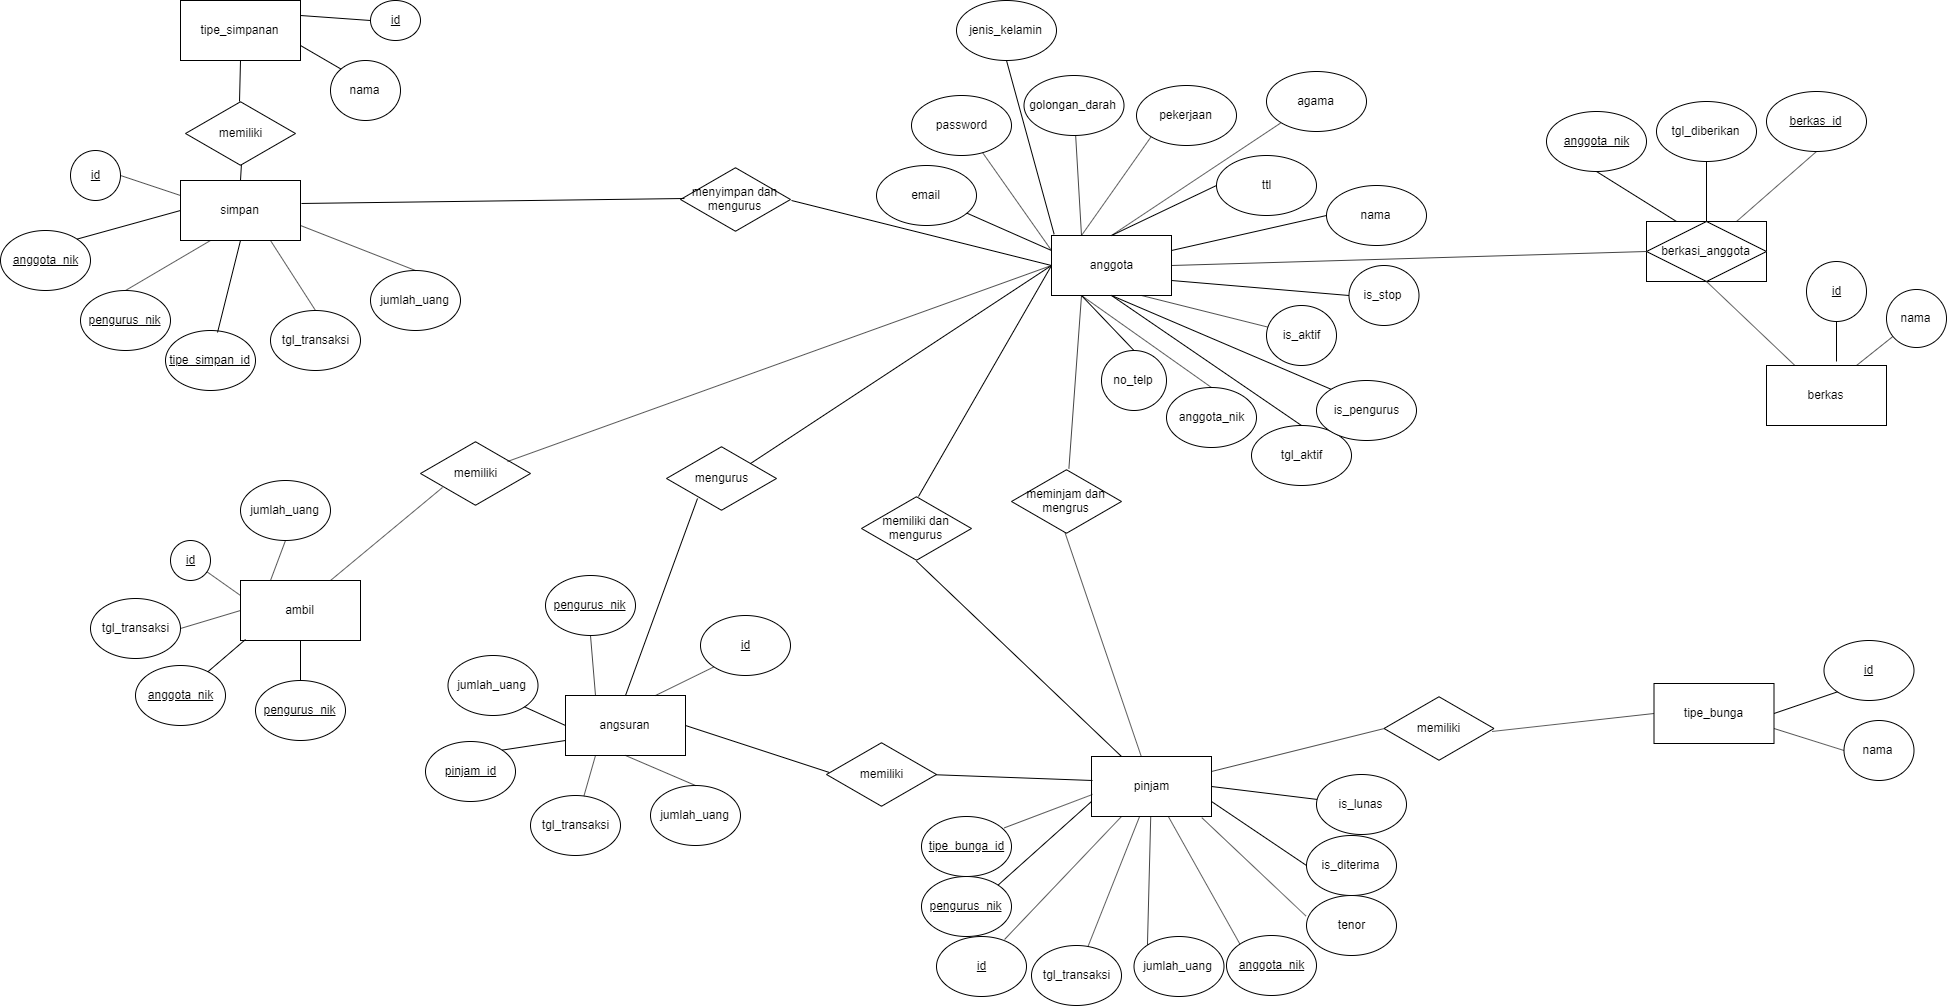 tipe_simpanan
id
nama
memiliki
id
simpan
anggota_nik
pengurus_nik
tipe_simpan_id
tgl_transaksi
jumlah_uang
menyimpan dan
mengurus
jenis_kelamin
golongan_darah
password
pekerjaan
agama
email
ttl
nama
anggota
is_stop
is_aktif
no_telp
anggota_nik
is_pengurus
tgl_aktif
anggota_nik
tgl_diberikan
berkas_id
berkasi_anggota
id
nama
berkas
memiliki
mengurus
memiliki dan
mengurus
meminjam dan
mengrus
jumlah_uang
id
ambil
tgl_transaksi
anggota_nik
pengurus_nik
pengurus_nik
id
jumlah_uang
angsuran
pinjam_id
tgl_transaksi
jumlah_uang
memiliki
pinjam
memiliki
tipe_bunga
id
nama
is_lunas
is_diterima
tenor
tipe_bunga_id
pengurus_nik
id
tgl_transaksi
jumlah_uang
anggota_nik